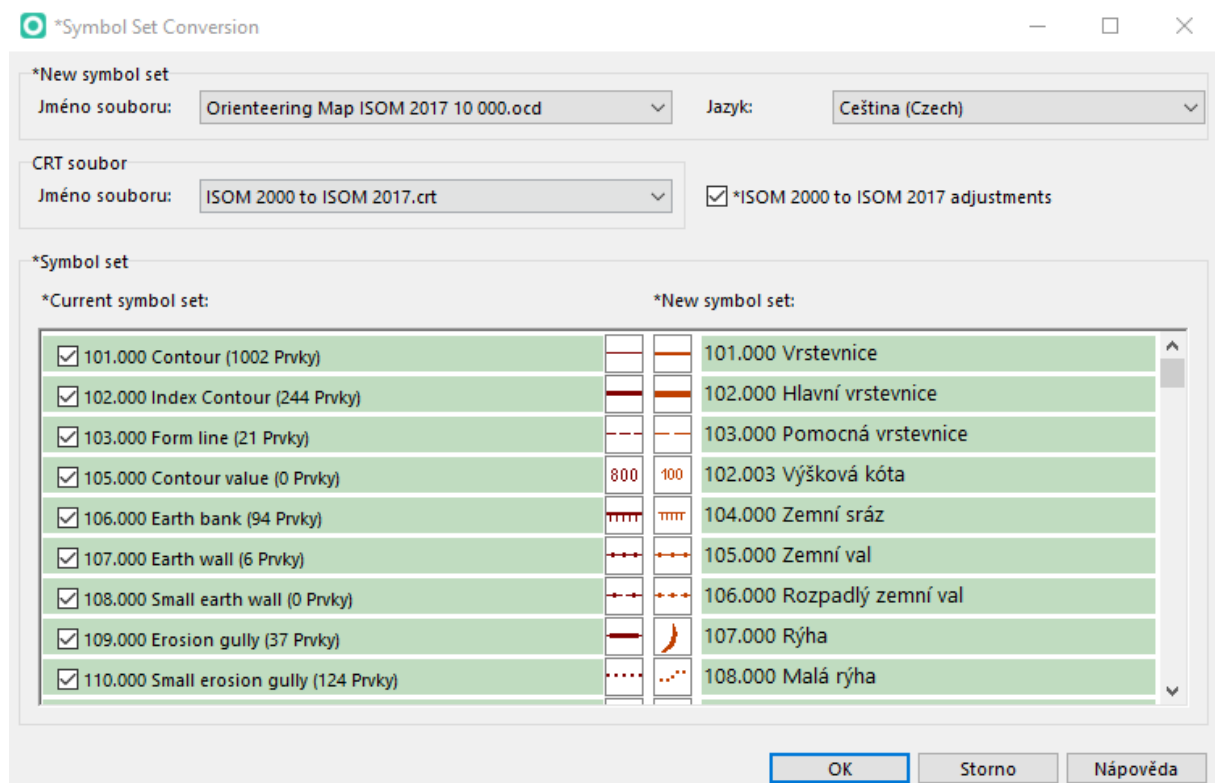 *Symbol Set Conversion
*New symbol set
Jméno souboru: Orienteering Map ISOM 2017 10 000.ocd Jazyk: Ceština (Czech)
CRT soubor
Jméno souboru: ISOM 2000 to ISOM 2017.crt *ISOM 2000 to ISOM 2017 adjustments
*Symbol set
*Current symbol set: *New symbol set:
101.000 Contour (1002 Prvky) 101.000 Vrstevnice
102.000 Index Contour (244 Prvky) 102.000 Hlavní vrstevnice
103.000 Form line (21 Prvky) 103.000 Pomocná vrstevnice
105.000 Contour value (0 Prvky) 800 100 102.003 Výšková kóta
106.000 Earth bank (94 Prvky) 104.000 Zemní sráz
107.000 Earth wall (6 Prvky) 105.000 Zemní val
108.000 Small earth wall (0 Prvky) 106.000 Rozpadlý zemní val
109.000 Erosion gully (37 Prvky) 107.000 Rýha
110.000 Small erosion gully (124 Prvky) 108.000 Malá rýha
OK Storno Nápověda